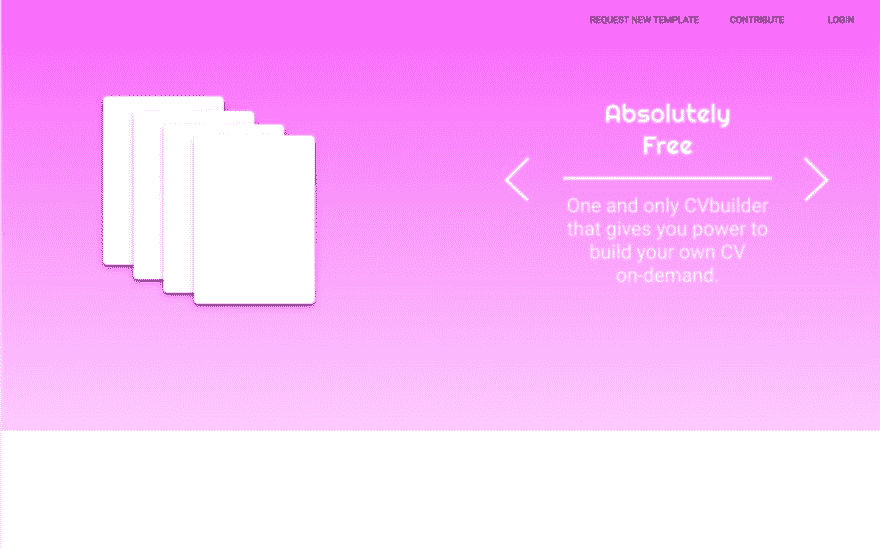 REQUEST NEW TEMPLATE CONTRIBUTE LOGIN
Absolutely
Free
One and only CVbuilder
that gives you power to
build your own CV
on-demand.